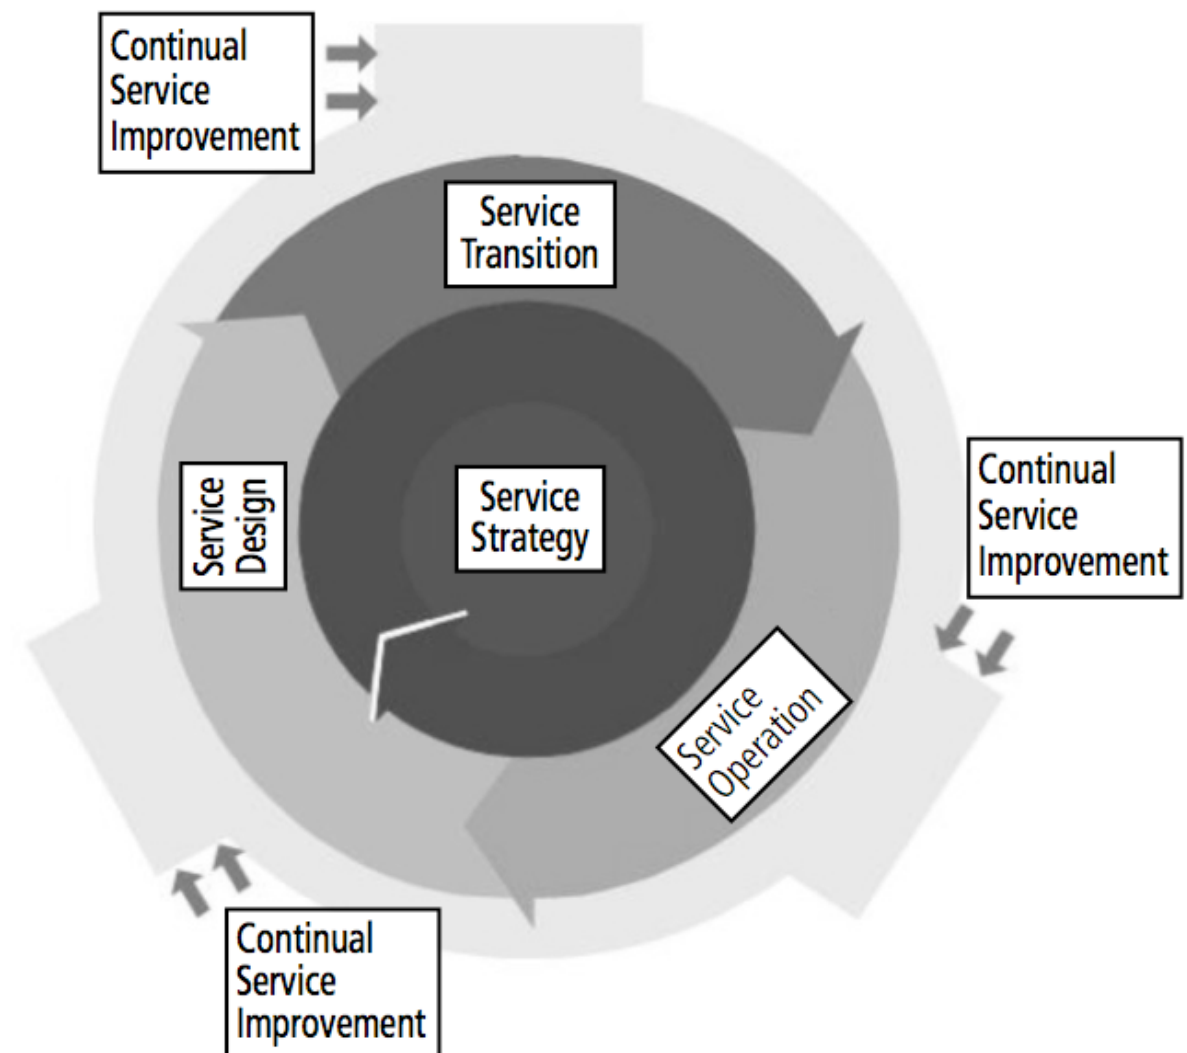 Continual
Service
Improvement
Service
Transition
Service
Design
Service
Strategy
Continual
Service
Improvement
Service
Operation
Continual
Service
Improvement